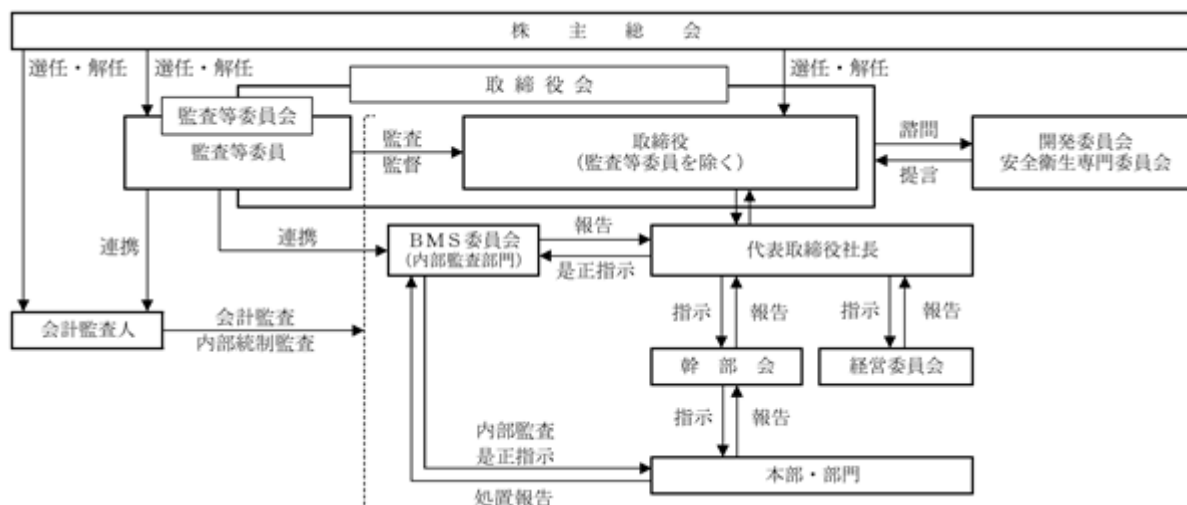 株主総会
選任・解任
選任・解任
選任・解任
取締役会
監査等委員会
監査等委員
監査
監督
取締役
(監査等委員を除く)
諮問
提言
開発委員会
安全衛生専門委員会
連携
連携
BMS委員会
(内部監査部門)
報告
是正指示
代表取締役社長
会計監査人
会計監査
内部統制監査
指示
報告
指示
報告
幹部会
経営委員会
指示
報告
内部監査
是正指示
処置報告
本部・部門